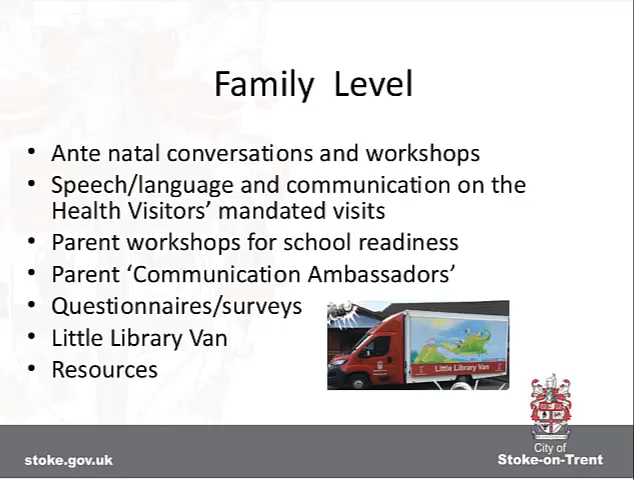 Family Level
• Ante natal conversations and workshops
• Speech/language and communication on the
Health Visitors’ mandated visits
• Parent workshops for school readiness
• Parent ‘Communication Ambassadors’
• Questionnaires/surveys
• Little Library Van
• Resources
Little Library Van
stoke.gov.uk
City of
Stoke-on-Trent